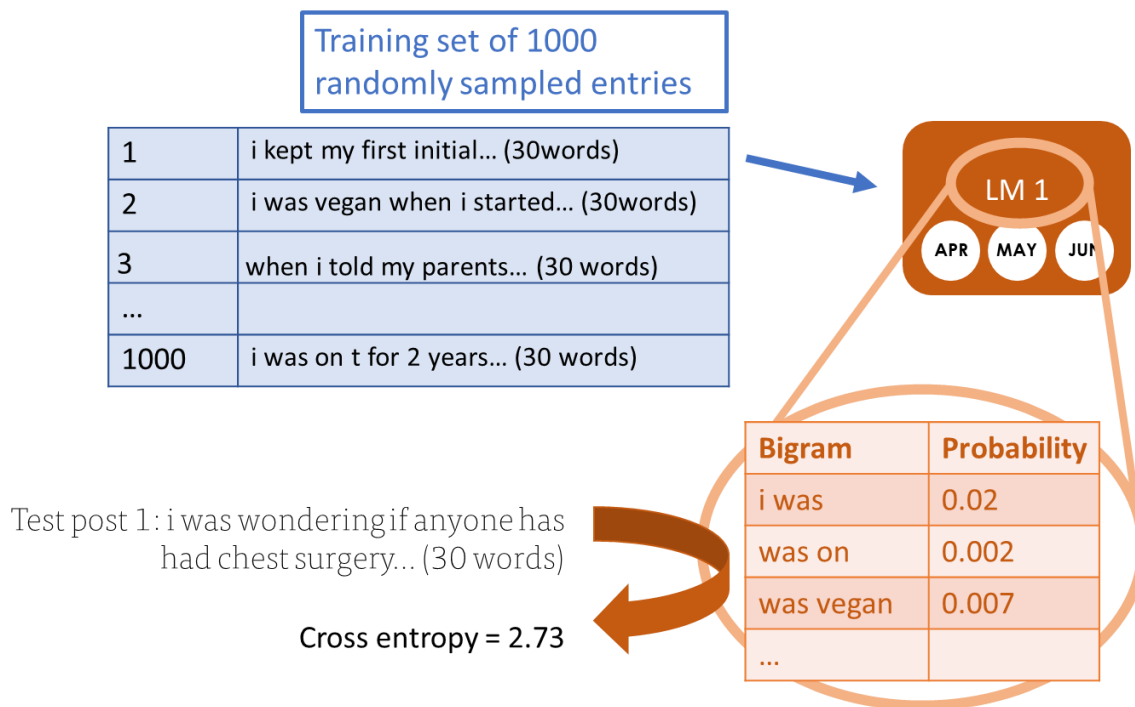 Training set of 1000
randomly sampled entries
1 i kept my first initial... (30words)
2 i was vegan when i started... (30words)
3 when i told my parents... (30 words)
...
1000 i was on t for 2 years... (30 words)
LM 1
APR MAY JUN
Bigram Probability
i was 0.02
was on 0.002
was vegan 0.007
...
Test post 1: i was wondering if anyone has
had chest surgery... (30 words)
Cross entropy = 2.73